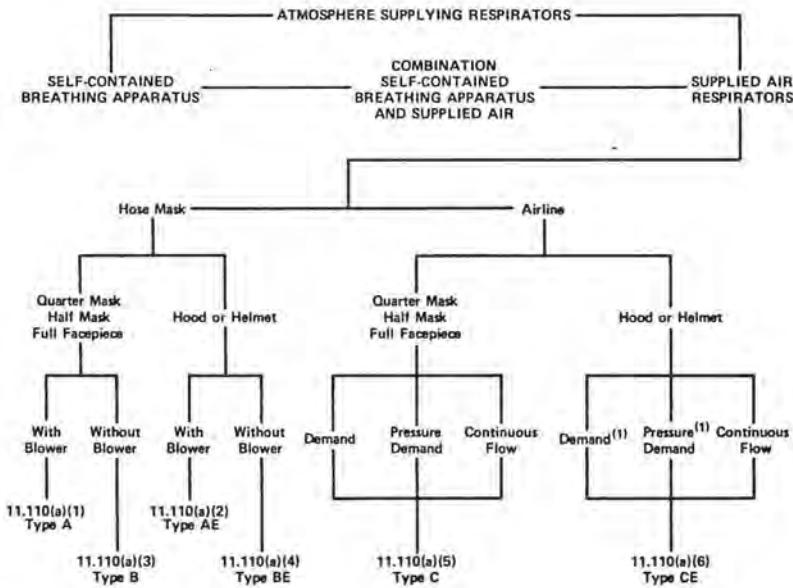 ATMOSPHERE SUPPLYING RESPIRATORS
SELF-CONTAINED
BREATHING APPARATUS
COMBINATION
SELF-CONTAINED
BREATHING APPARATUS
AND SUPPLIED AIR
SUPPLIED AIR
RESPIRATORS
Hose Mask
Airline
Quarter Mask
Half Mask
Full Facepiece
Hood or Helmet
Quarter Mask
Half Mask
Full Facepiece
Hood or Helmet
With
Blower
Without
Blower
With
Blower
Without
Blower
Demand
Pressure
Demand
Continuous
Flow
Demand(1)
Pressure(1)
Demand
Continuous
Flow
11.110(a)(1)
Type A
11.110(a)(2)
Type AE
11.110(a)(3)
Type B
11.110(a)(4)
Type BE
11.110(a)(5)
Type C
11.110(a)(6)
Type CE